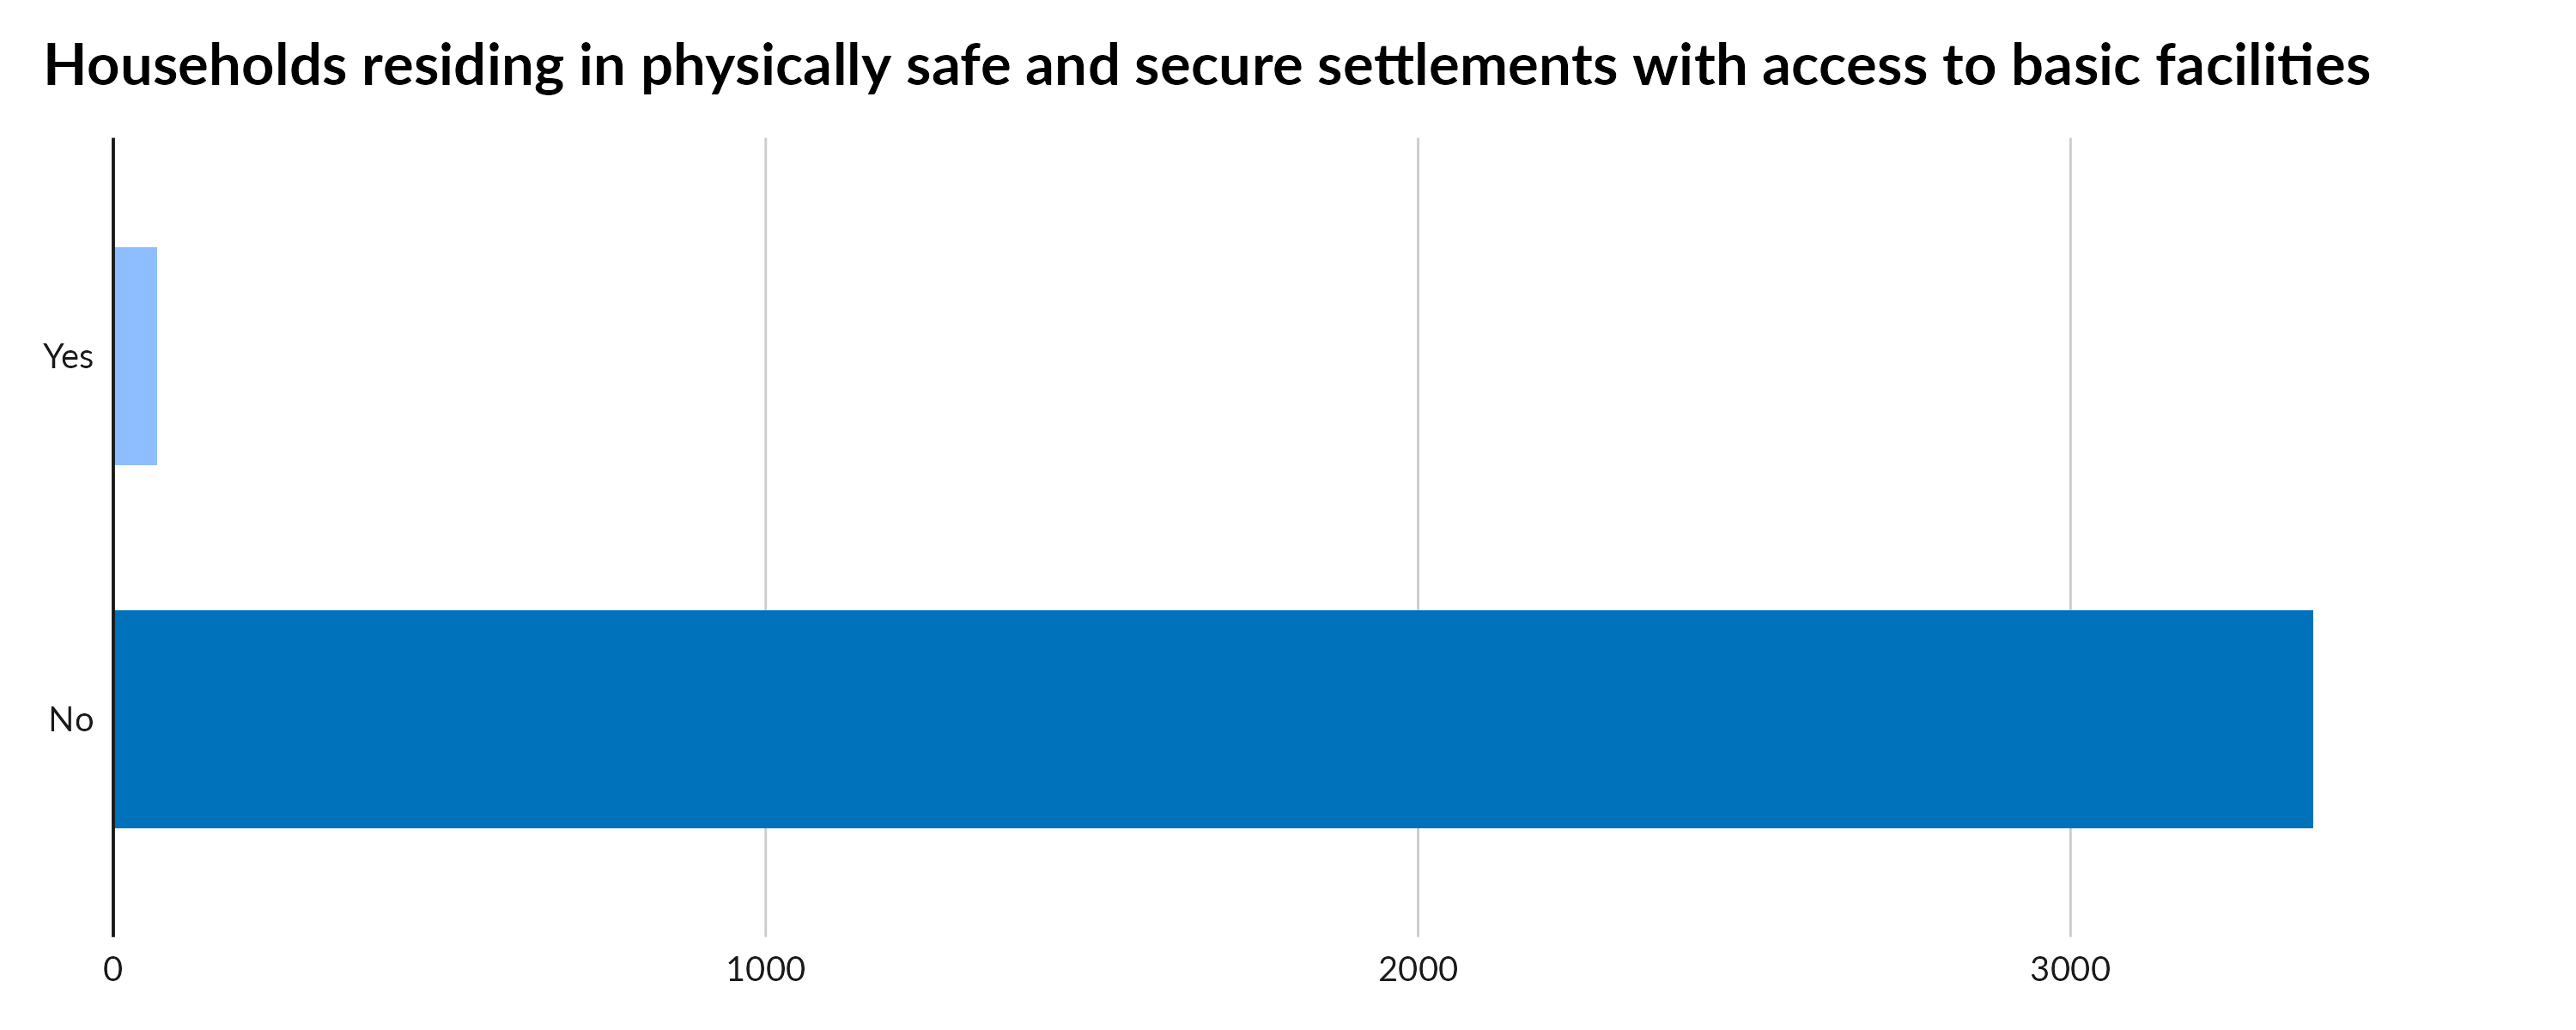 Households residing in physically safe and secure settlements with access to basic facilities
Yes
No
0 1000 2000 3000